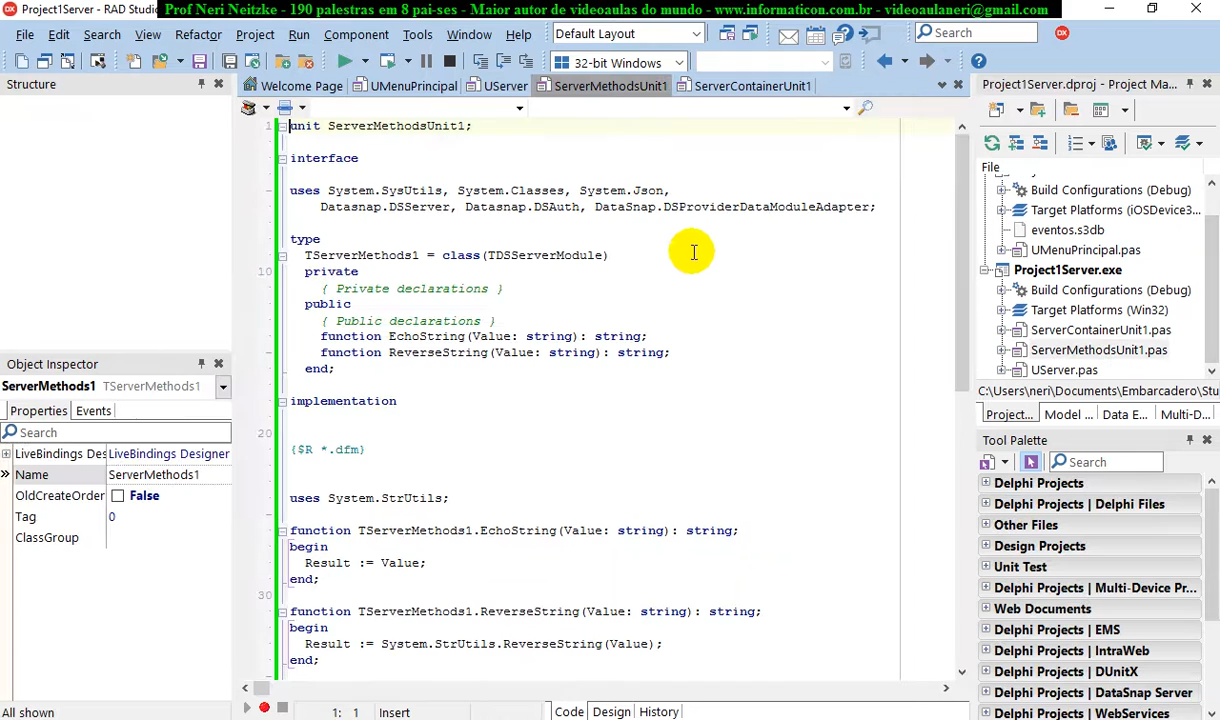 Project1Server - RAD Studio
Prof Neri Neitzke - 190 palestras em 8 pai-ses - Maior autor de videoaulas do mundo - www.informaticon.com.br - videoaulaneri@gmail.com
File Edit Search View Refactor Project Run Component Tools Window Help
Default Layout
Search
DX
32-bit Windows
Structure
Welcome Page UMenuPrincipal UServer ServerMethodsUnit1 ServerContainerUnit1
Project1Server.dproj - Project Ma...
1 unit ServerMethodsUnit1;
interface
uses System.SysUtils, System.Classes, System.Json,
Datasnap.DSServer, Datasnap.DSAuth, DataSnap.DSProviderDataModuleAdapter;
type
TServerMethods1 = class(TDSServerModule)
10 private
{ Private declarations }
public
{ Public declarations }
function EchoString(Value: string): string;
function ReverseString(Value: string): string;
end;
implementation
20
{$R *.dfm}
uses System.StrUtils;
function TServerMethods1.EchoString(Value: string): string;
begin
Result := Value;
end;
30
function TServerMethods1.ReverseString(Value: string): string;
begin
Result := System.StrUtils.ReverseString(Value);
end;
1: 1 Insert
Code Design History
Object Inspector
ServerMethods1 TServerMethods1
Properties Events
Search
LiveBindings Des LiveBindings Designer
Name ServerMethods1
OldCreateOrder False
Tag 0
ClassGroup
All shown
File
Build Configurations (Debug)
Target Platforms (iOSDevice3...
eventos.s3db
UMenuPrincipal.pas
Project1Server.exe
Build Configurations (Debug)
Target Platforms (Win32)
ServerContainerUnit1.pas
ServerMethodsUnit1.pas
UServer.pas
C:\Users\neri\Documents\Embarcadero\Stu
Project... Model ... Data E... Multi-D...
Tool Palette
Search
Delphi Projects
Delphi Projects | Delphi Files
Other Files
Design Projects
Unit Test
Delphi Projects | Multi-Device Pr...
Web Documents
Delphi Projects | EMS
Delphi Projects | IntraWeb
Delphi Projects | DUnitX
Delphi Projects | DataSnap Server
Delphi Projects | WebServices